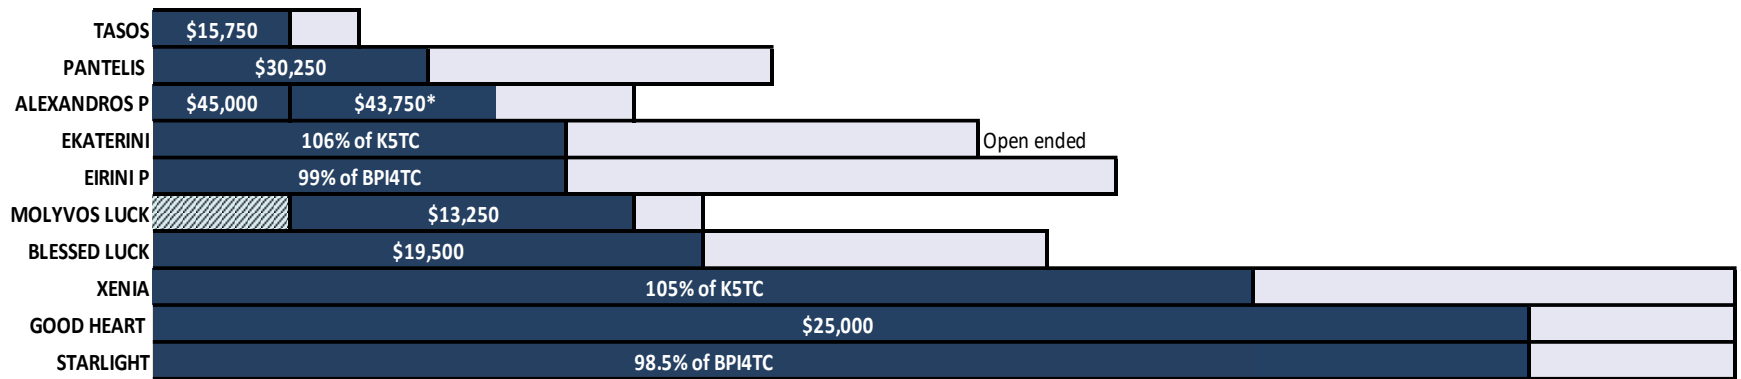 TASOS $15,750
PANTELIS $30,250
ALEXANDROS P $45,000 $43,750*
EKATERINI 106% of K5TC Open ended
EIRINI P 99% of BPI4TC
MOLYVOS LUCK $13,250
BLESSED LUCK $19,500
XENIA 105% of K5TC
GOOD HEART $25,000
STARLIGHT 98.5% of BPI4TC